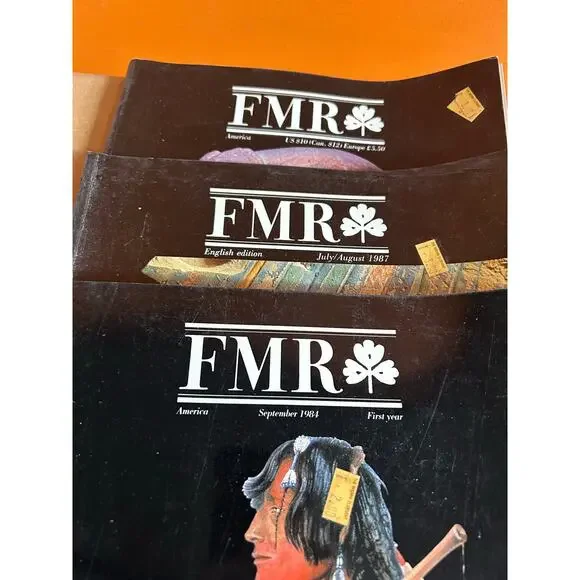 FMR
America US $10 (Can. $12) Europe £5.50
FMR
English edition July/August 1987
FMR
America September 1984 First year